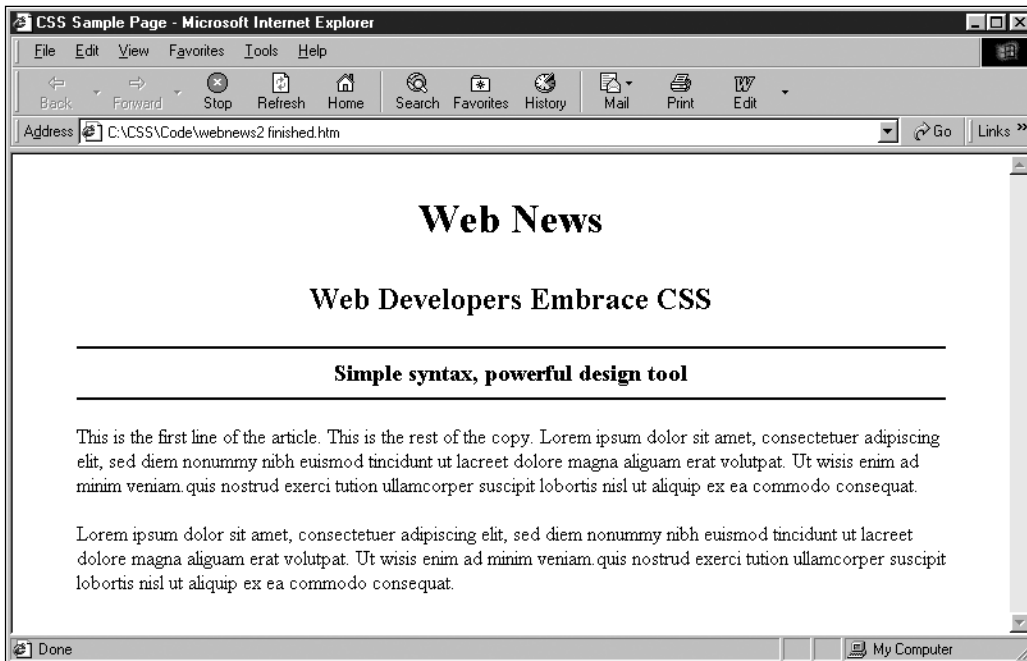 CSS Sample Page - Microsoft Internet Explorer
File Edit View Favorites Tools Help
Back Forward Stop Refresh Home Search Favorites History Mail Print Edit
Address C:\CSS\Code\webnews2 finished.htm Go Links »
Web News
Web Developers Embrace CSS
Simple syntax, powerful design tool
This is the first line of the article. This is the rest of the copy. Lorem ipsum dolor sit amet, consectetuer adipiscing
elit, sed diem nonummy nibh euismod tincidunt ut lacreet dolore magna aliguam erat volutpat. Ut wisis enim ad
minim veniam.quis nostrud exerci tution ullamcorper suscipit lobortis nisl ut aliquip ex ea commodo consequat.
Lorem ipsum dolor sit amet, consectetuer adipiscing elit, sed diem nonummy nibh euismod tincidunt ut lacreet
dolore magna aliguam erat volutpat. Ut wisis enim ad minim veniam.quis nostrud exerci tution ullamcorper suscipit
lobortis nisl ut aliquip ex ea commodo consequat.
Done My Computer